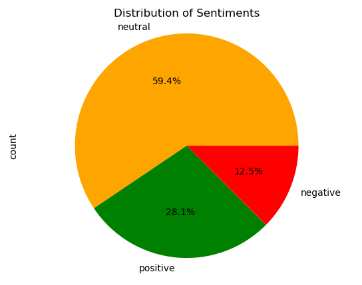 Distribution of Sentiments
neutral
59.4%
count
12.5%
negative
28.1%
positive